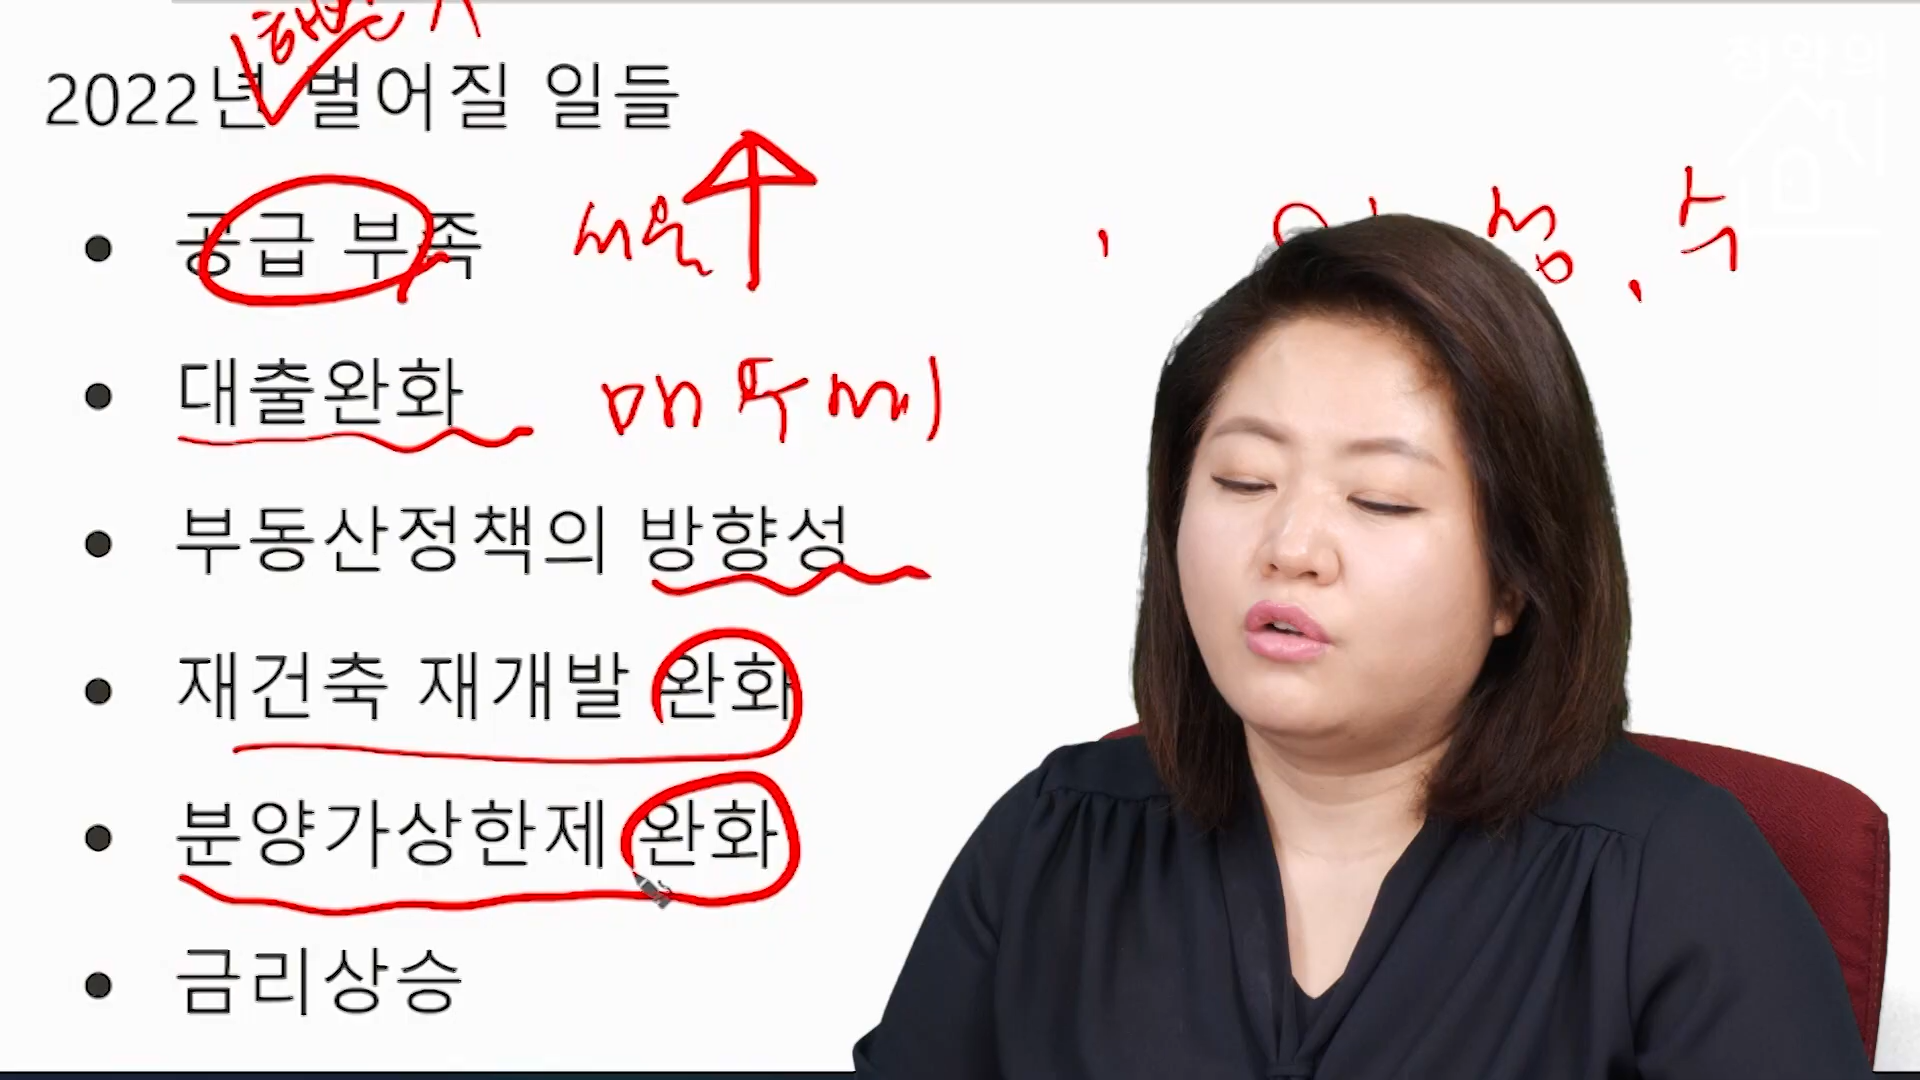 2022년 벌어질 일들
공급 부족 서울
대출완화 매수세
부동산정책의 방향성
재건축 재개발 완화
분양가상한제 완화
금리상승